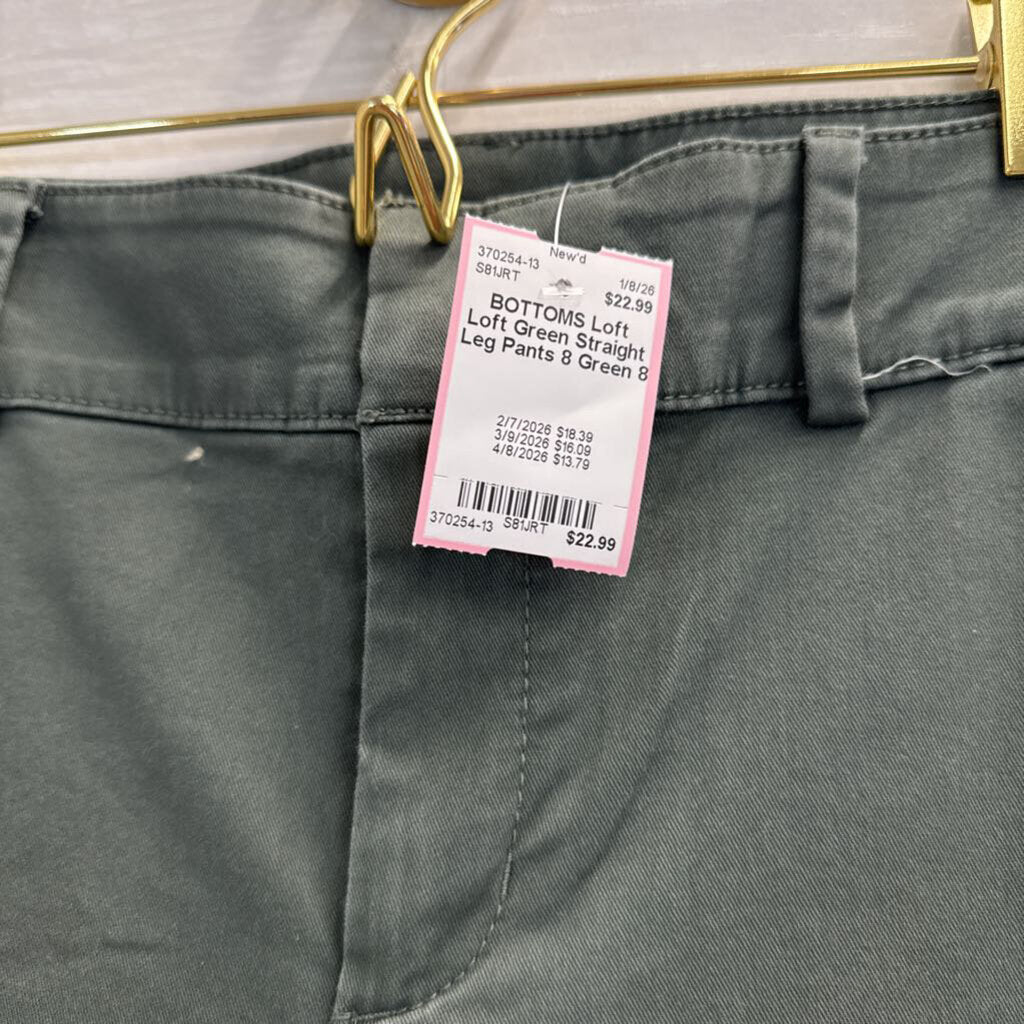 New'd
370254-13
S81JRT
1/8/26
$22.99
BOTTOMS Loft
Loft Green Straight
Leg Pants 8 Green 8
2/7/2026 $18.39
3/9/2026 $16.09
4/8/2026 $13.79
370254-13 S81JRT $22.99